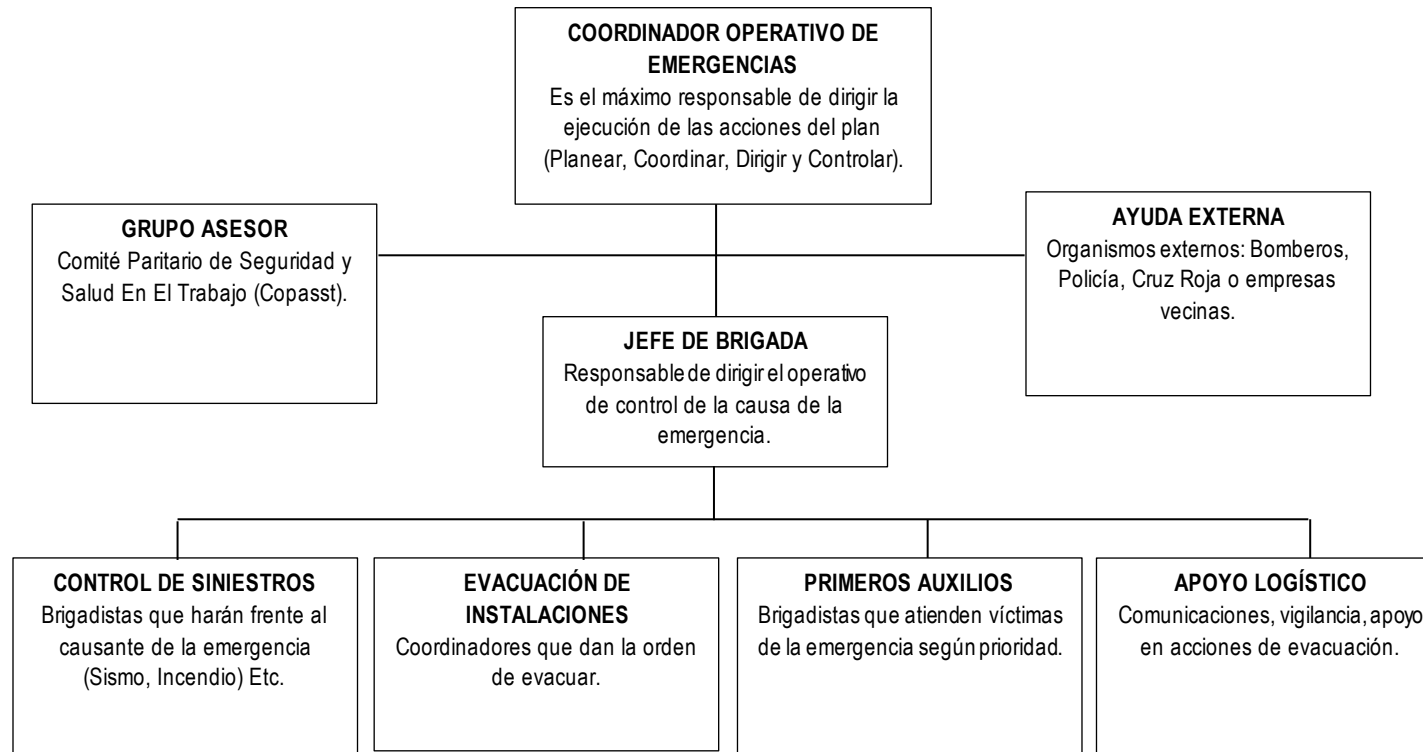 COORDINADOR OPERATIVO DE
EMERGENCIAS
Es el máximo responsable de dirigir la
ejecución de las acciones del plan
(Planear, Coordinar, Dirigir y Controlar).
GRUPO ASESOR
Comité Paritario de Seguridad y
Salud En El Trabajo (Copasst).
AYUDA EXTERNA
Organismos externos: Bomberos,
Policía, Cruz Roja o empresas
vecinas.
JEFE DE BRIGADA
Responsable de dirigir el operativo
de control de la causa de la
emergencia.
CONTROL DE SINIESTROS
Brigadistas que harán frente al
causante de la emergencia
(Sismo, Incendio) Etc.
EVACUACIÓN DE
INSTALACIONES
Coordinadores que dan la orden
de evacuar.
PRIMEROS AUXILIOS
Brigadistas que atienden víctimas
de la emergencia según prioridad.
APOYO LOGÍSTICO
Comunicaciones, vigilancia, apoyo
en acciones de evacuación.